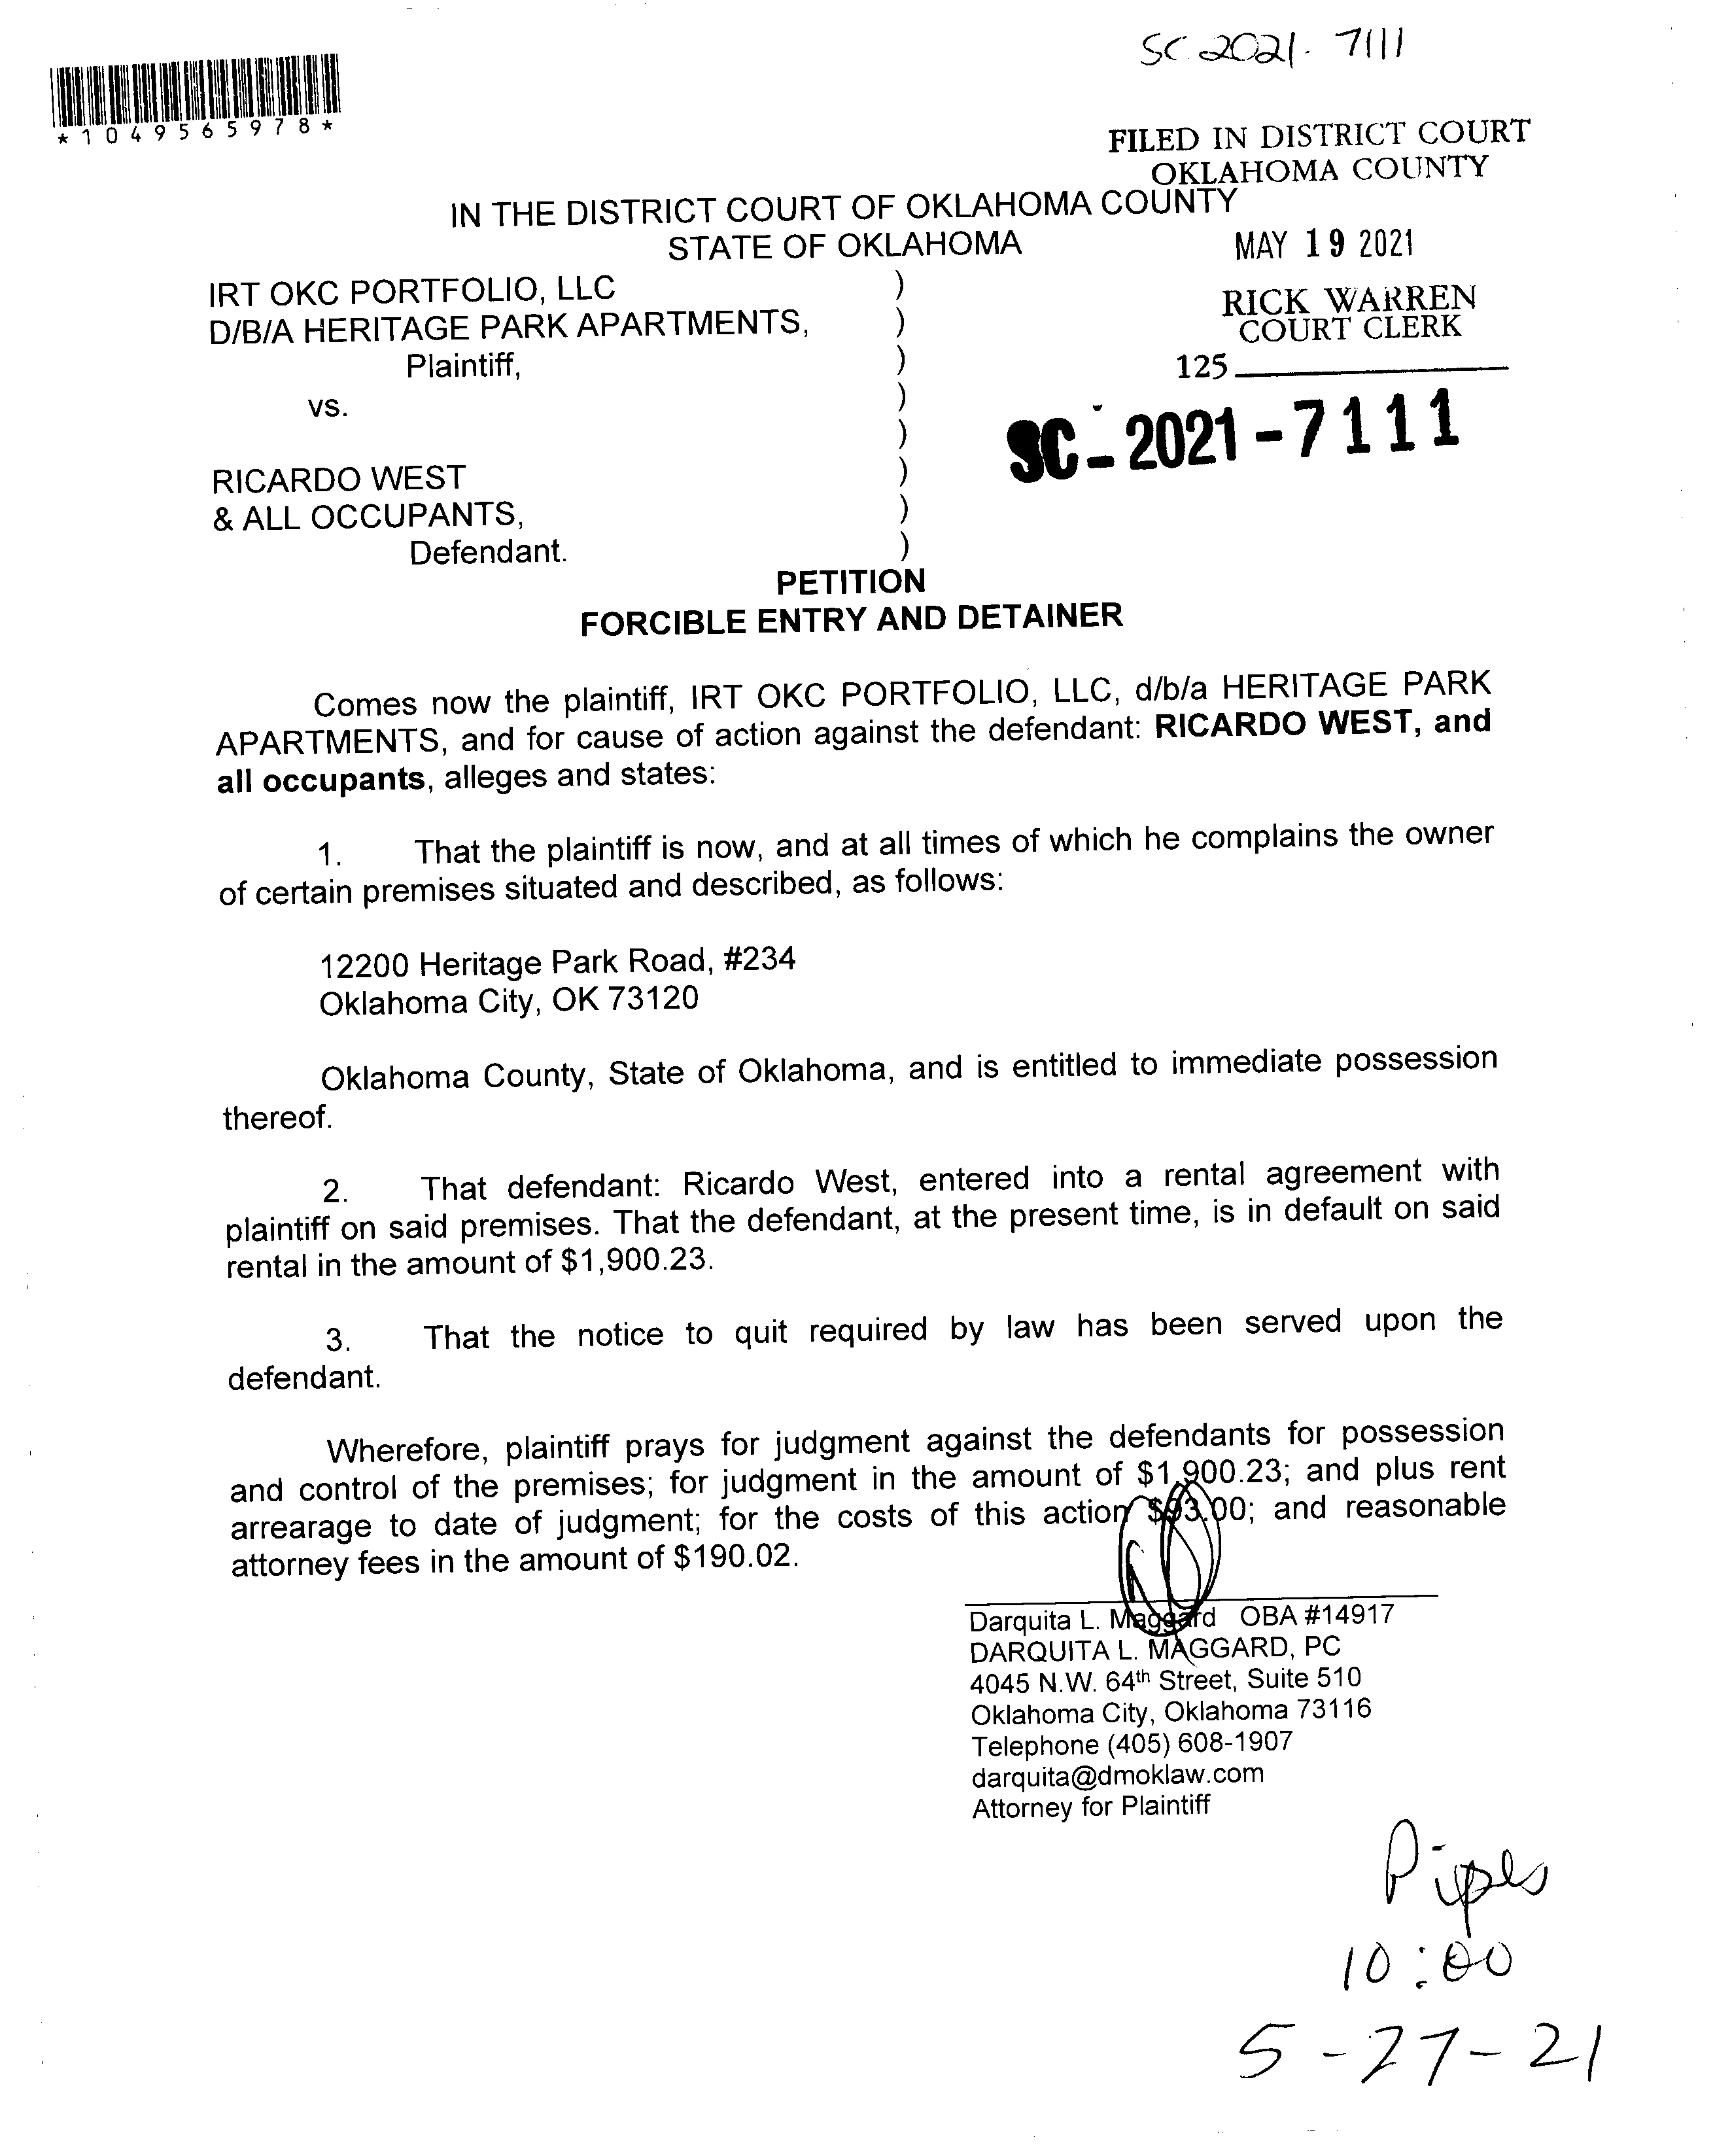 SC 2021-7111
*1049565978*
FILED IN DISTRICT COURT
OKLAHOMA COUNTY
IN THE DISTRICT COURT OF OKLAHOMA COUNTY
STATE OF OKLAHOMA
MAY 19 2021
IRT OKC PORTFOLIO, LLC )
D/B/A HERITAGE PARK APARTMENTS, )
Plaintiff, )
RICK WARREN
COURT CLERK
125
vs. )
)
SC-2021-7111
RICARDO WEST )
& ALL OCCUPANTS, )
Defendant. )
PETITION
FORCIBLE ENTRY AND DETAINER
Comes now the plaintiff, IRT OKC PORTFOLIO, LLC, d/b/a HERITAGE PARK
APARTMENTS, and for cause of action against the defendant: RICARDO WEST, and
all occupants, alleges and states:
1. That the plaintiff is now, and at all times of which he complains the owner
of certain premises situated and described, as follows:
12200 Heritage Park Road, #234
Oklahoma City, OK 73120
Oklahoma County, State of Oklahoma, and is entitled to immediate possession
thereof.
2. That defendant: Ricardo West, entered into a rental agreement with
plaintiff on said premises. That the defendant, at the present time, is in default on said
rental in the amount of $1,900.23.
3. That the notice to quit required by law has been served upon the
defendant.
Wherefore, plaintiff prays for judgment against the defendants for possession
and control of the premises; for judgment in the amount of $1,900.23; and plus rent
arrearage to date of judgment; for the costs of this action $93.00; and reasonable
attorney fees in the amount of $190.02.
Darquita L. Maggard OBA #14917
DARQUITA L. MAGGARD, PC
4045 N.W. 64th Street, Suite 510
Oklahoma City, Oklahoma 73116
Telephone (405) 608-1907
darquita@dmoklaw.com
Attorney for Plaintiff
Pipes
10:00
5-27-21